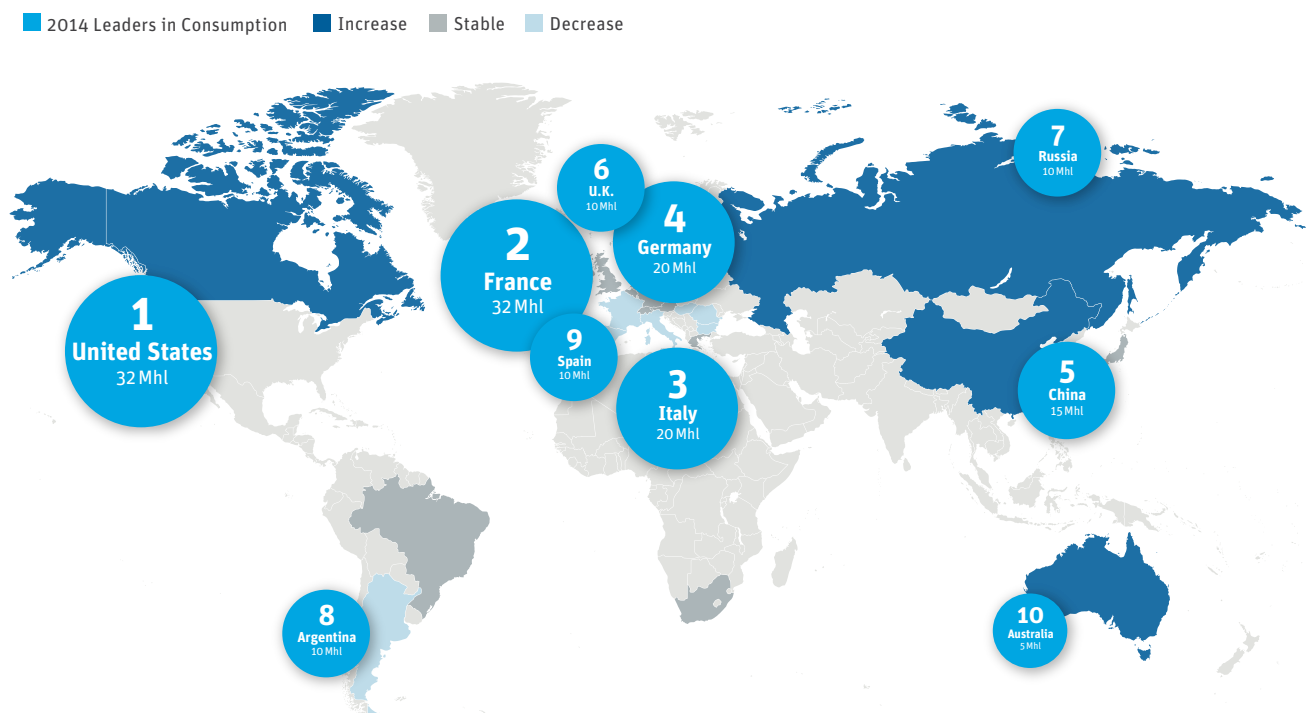 2014 Leaders in Consumption
Increase
Stable
Decrease
1
United States
32 Mhl
2
France
32 Mhl
3
Italy
20 Mhl
4
Germany
20 Mhl
5
China
15 Mhl
6
U.K.
10 Mhl
7
Russia
10 Mhl
8
Argentina
10 Mhl
9
Spain
10 Mhl
10
Australia
5 Mhl